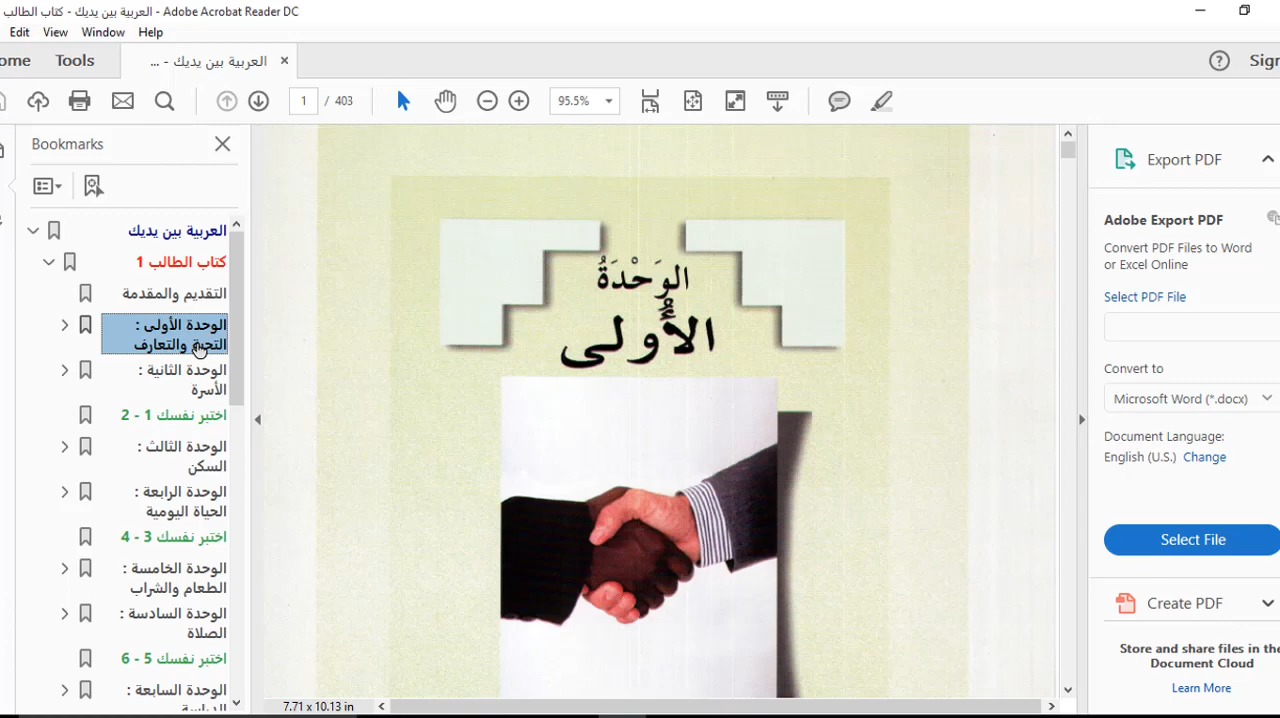 العربية بين يديك - كتاب الطالب - Adobe Acrobat Reader DC
Edit View Window Help
ome Tools
العربية بين يديك - ... ×
Sign
1 / 403
95.5%
Bookmarks
العربية بين يديك
كتاب الطالب 1
التقديم والمقدمة
الوحدة الأولى :
التحية والتعارف
الوحدة الثانية :
الأسرة
اختبر نفسك 1 - 2
الوحدة الثالث :
السكن
الوحدة الرابعة :
الحياة اليومية
اختبر نفسك 3 - 4
الوحدة الخامسة :
الطعام والشراب
الوحدة السادسة :
الصلاة
اختبر نفسك 5 - 6
الوحدة السابعة :
الدراسة
الوَحْدَةُ
الأُولى
7.71 x 10.13 in
Export PDF
Adobe Export PDF
Convert PDF Files to Word
or Excel Online
Select PDF File
Convert to
Microsoft Word (*.docx)
Document Language:
English (U.S.) Change
Select File
Create PDF
Store and share files in the
Document Cloud
Learn More